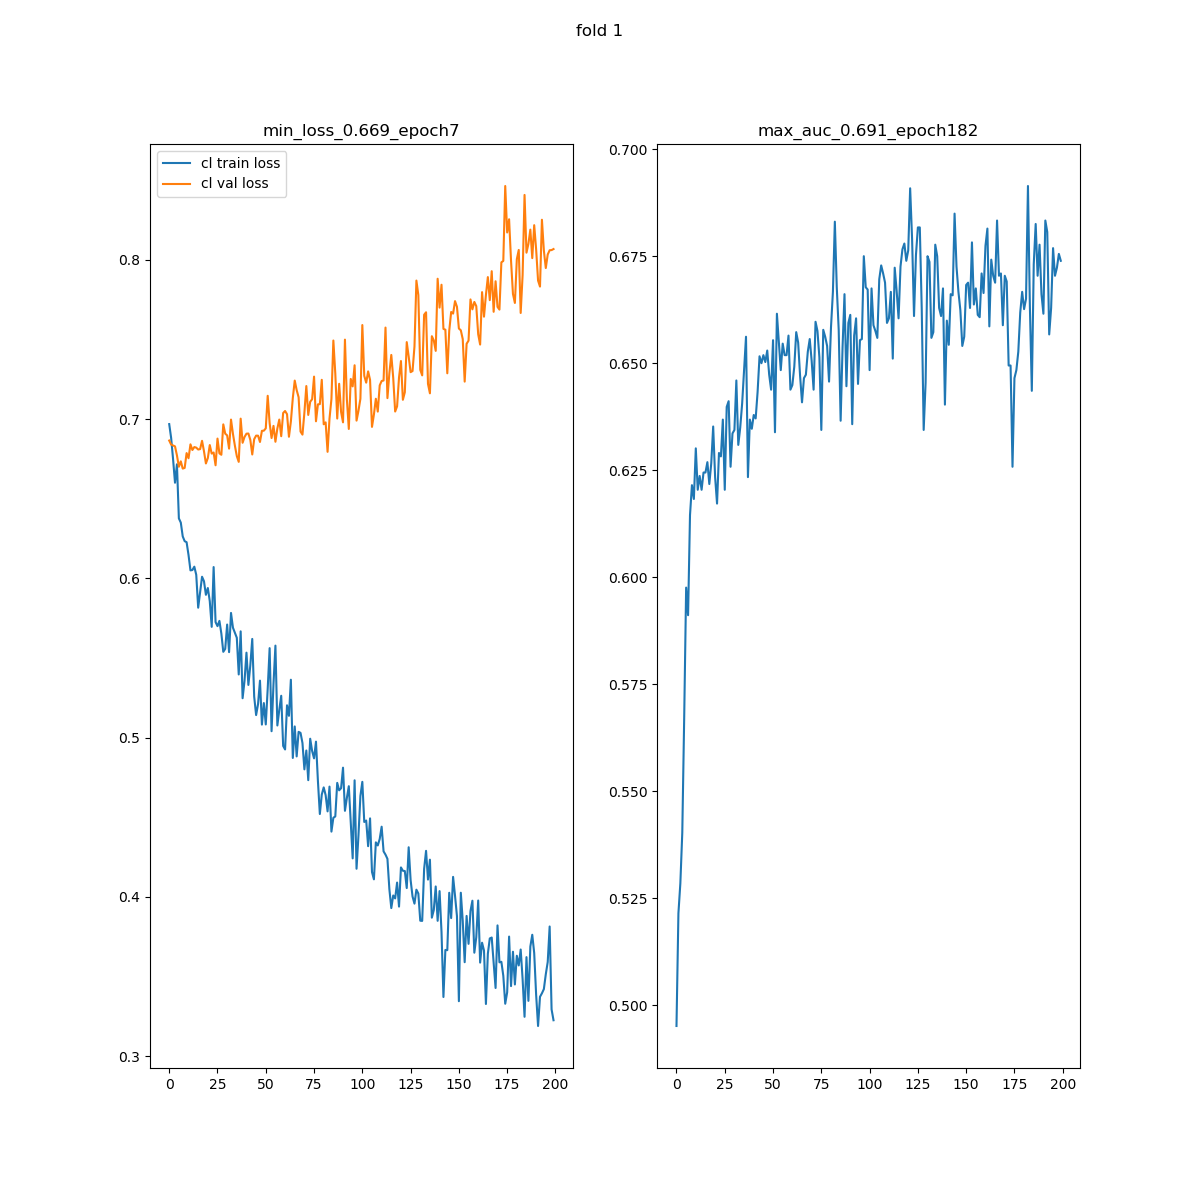 fold 1
min_loss_0.669_epoch7
cl train loss
cl val loss
0.8
0.7
0.6
0.5
0.4
0.3
0 25 50 75 100 125 150 175 200
max_auc_0.691_epoch182
0.700
0.675
0.650
0.625
0.600
0.575
0.550
0.525
0.500
0 25 50 75 100 125 150 175 200